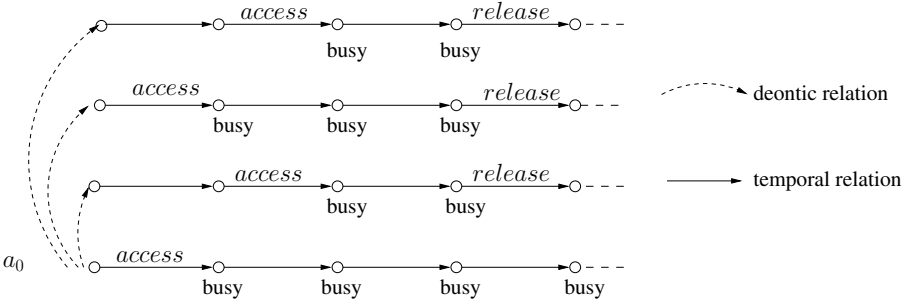 access release
busy busy
access release
busy busy busy
deontic relation
access release
busy busy
temporal relation
a0 access
busy busy busy busy